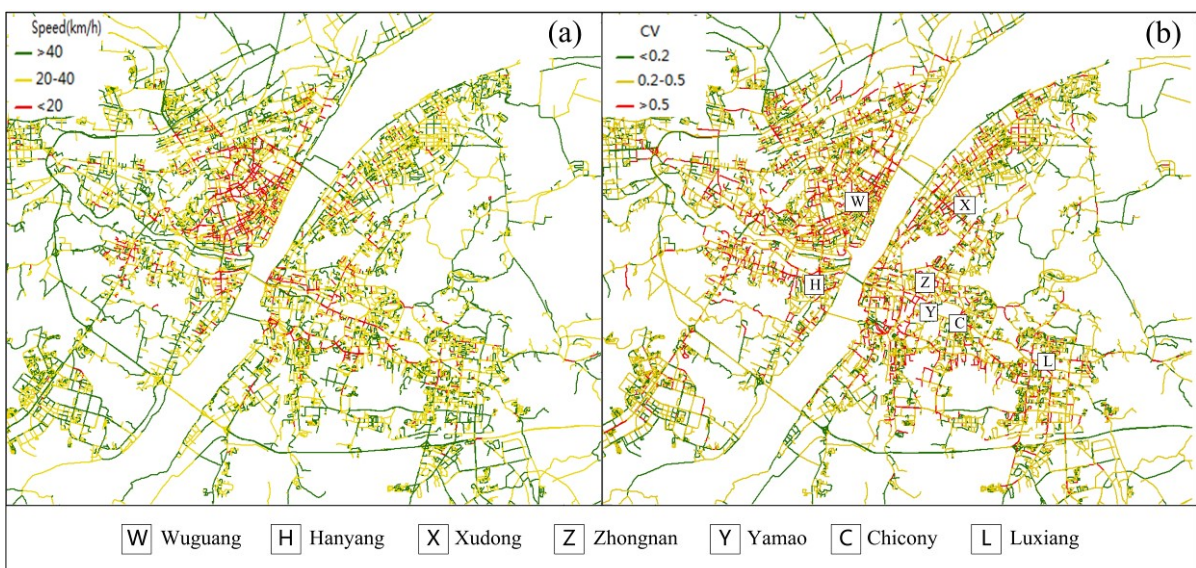 Speed(km/h)
>40
20-40
<20
(a)
CV
<0.2
0.2-0.5
>0.5
(b)
W
X
H
Z
Y
C
L
W Wuguang H Hanyang X Xudong Z Zhongnan Y Yamao C Chicony L Luxiang